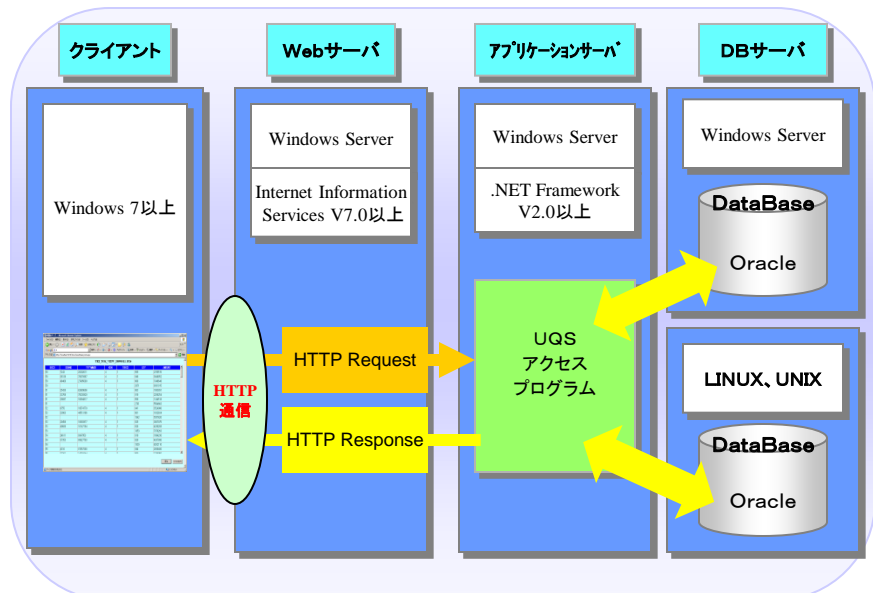 クライアント
Webサーバ
アプリケーションサーバ
DBサーバ
Windows 7以上
Windows Server
Internet Information
Services V7.0以上
Windows Server
.NET Framework
V2.0以上
Windows Server
DataBase
Oracle
HTTP
通信
HTTP Request
HTTP Response
UQS
アクセス
プログラム
LINUX、UNIX
DataBase
Oracle